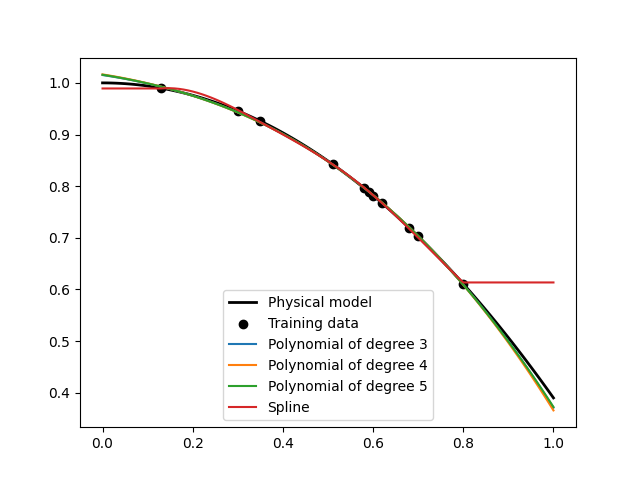 1.0
0.9
0.8
0.7
0.6
0.5
0.4
Physical model
Training data
Polynomial of degree 3
Polynomial of degree 4
Polynomial of degree 5
Spline
0.0 0.2 0.4 0.6 0.8 1.0